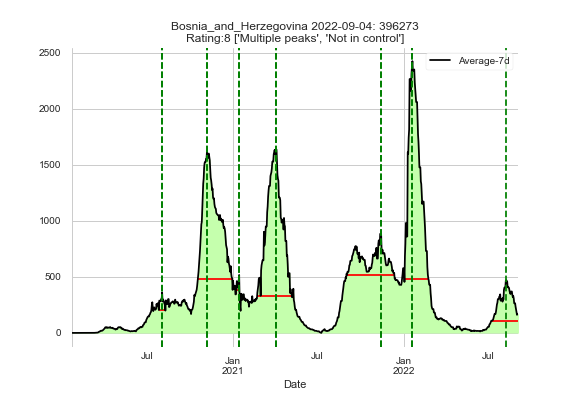 Bosnia_and_Herzegovina 2022-09-04: 396273
Rating:8 ['Multiple peaks', 'Not in control']
Average-7d
2500
2000
1500
1000
500
0
Jul
Jan
2021
Jul
Jan
2022
Jul
Date